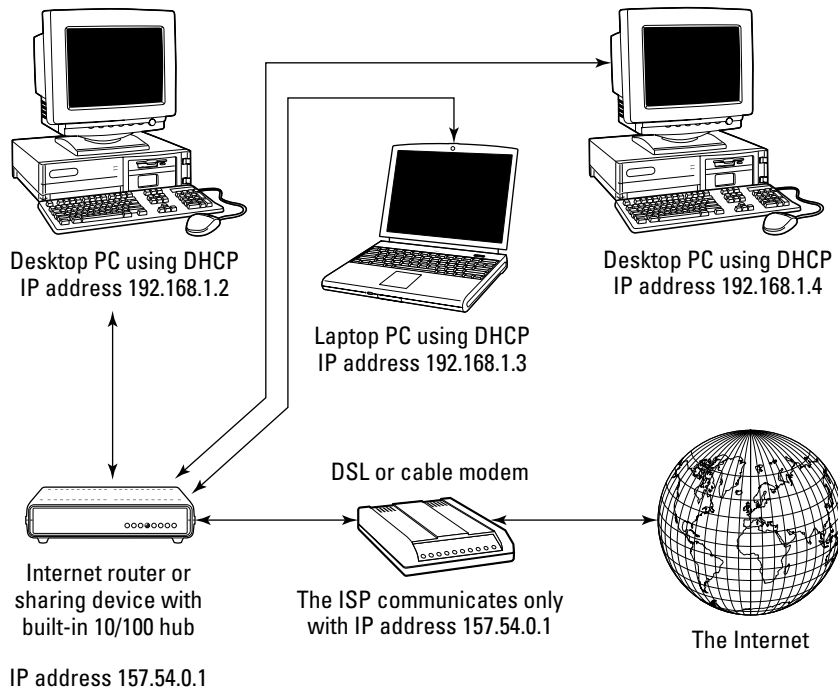 Desktop PC using DHCP
IP address 192.168.1.2
Laptop PC using DHCP
IP address 192.168.1.3
Desktop PC using DHCP
IP address 192.168.1.4
Internet router or
sharing device with
built-in 10/100 hub
IP address 157.54.0.1
DSL or cable modem
The ISP communicates only
with IP address 157.54.0.1
The Internet